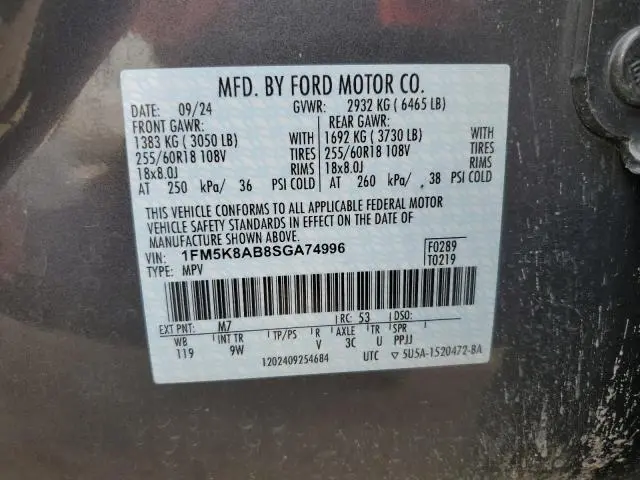 MFD. BY FORD MOTOR CO.
DATE: 09/24 GVWR: 2932 KG ( 6465 LB)
FRONT GAWR: REAR GAWR:
1383 KG ( 3050 LB) WITH 1692 KG ( 3730 LB) WITH
255/60R18 108V TIRES 255/60R18 108V TIRES
18x8.0J RIMS 18x8.0J RIMS
AT 250 kPa/ 36 PSI COLD AT 260 kPa/ 38 PSI COLD
THIS VEHICLE CONFORMS TO ALL APPLICABLE FEDERAL MOTOR
VEHICLE SAFETY STANDARDS IN EFFECT ON THE DATE OF
MANUFACTURE SHOWN ABOVE.
VIN: 1FM5K8AB8SGA74996 F0289
TYPE: MPV T0219
EXT PNT: M7 RC: 53 DSO:
WB INT TR TP/PS R AXLE TR SPR
119 9W V 3C U PPJJ
1202409254684 UTC ▽ 5U5A-1520472-BA